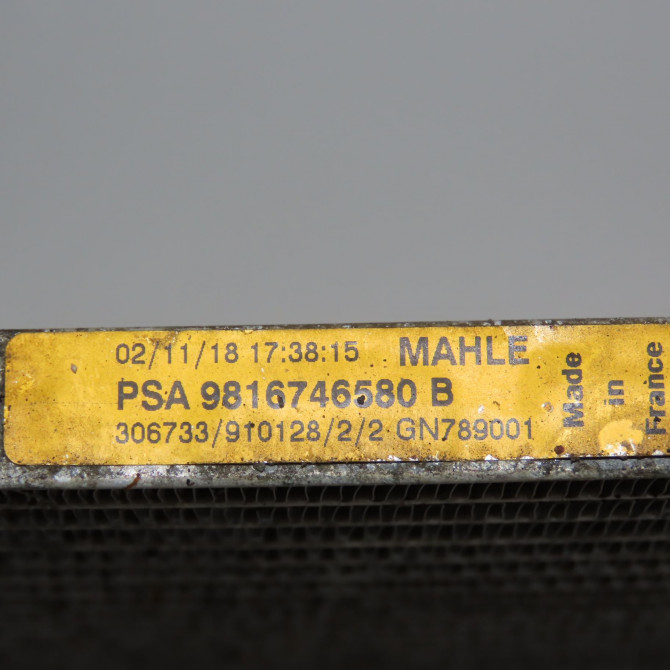 02/11/18 17:38:15 MAHLE
PSA 9816746580 B
306733/910128/2/2 GN789001
Made
in
France